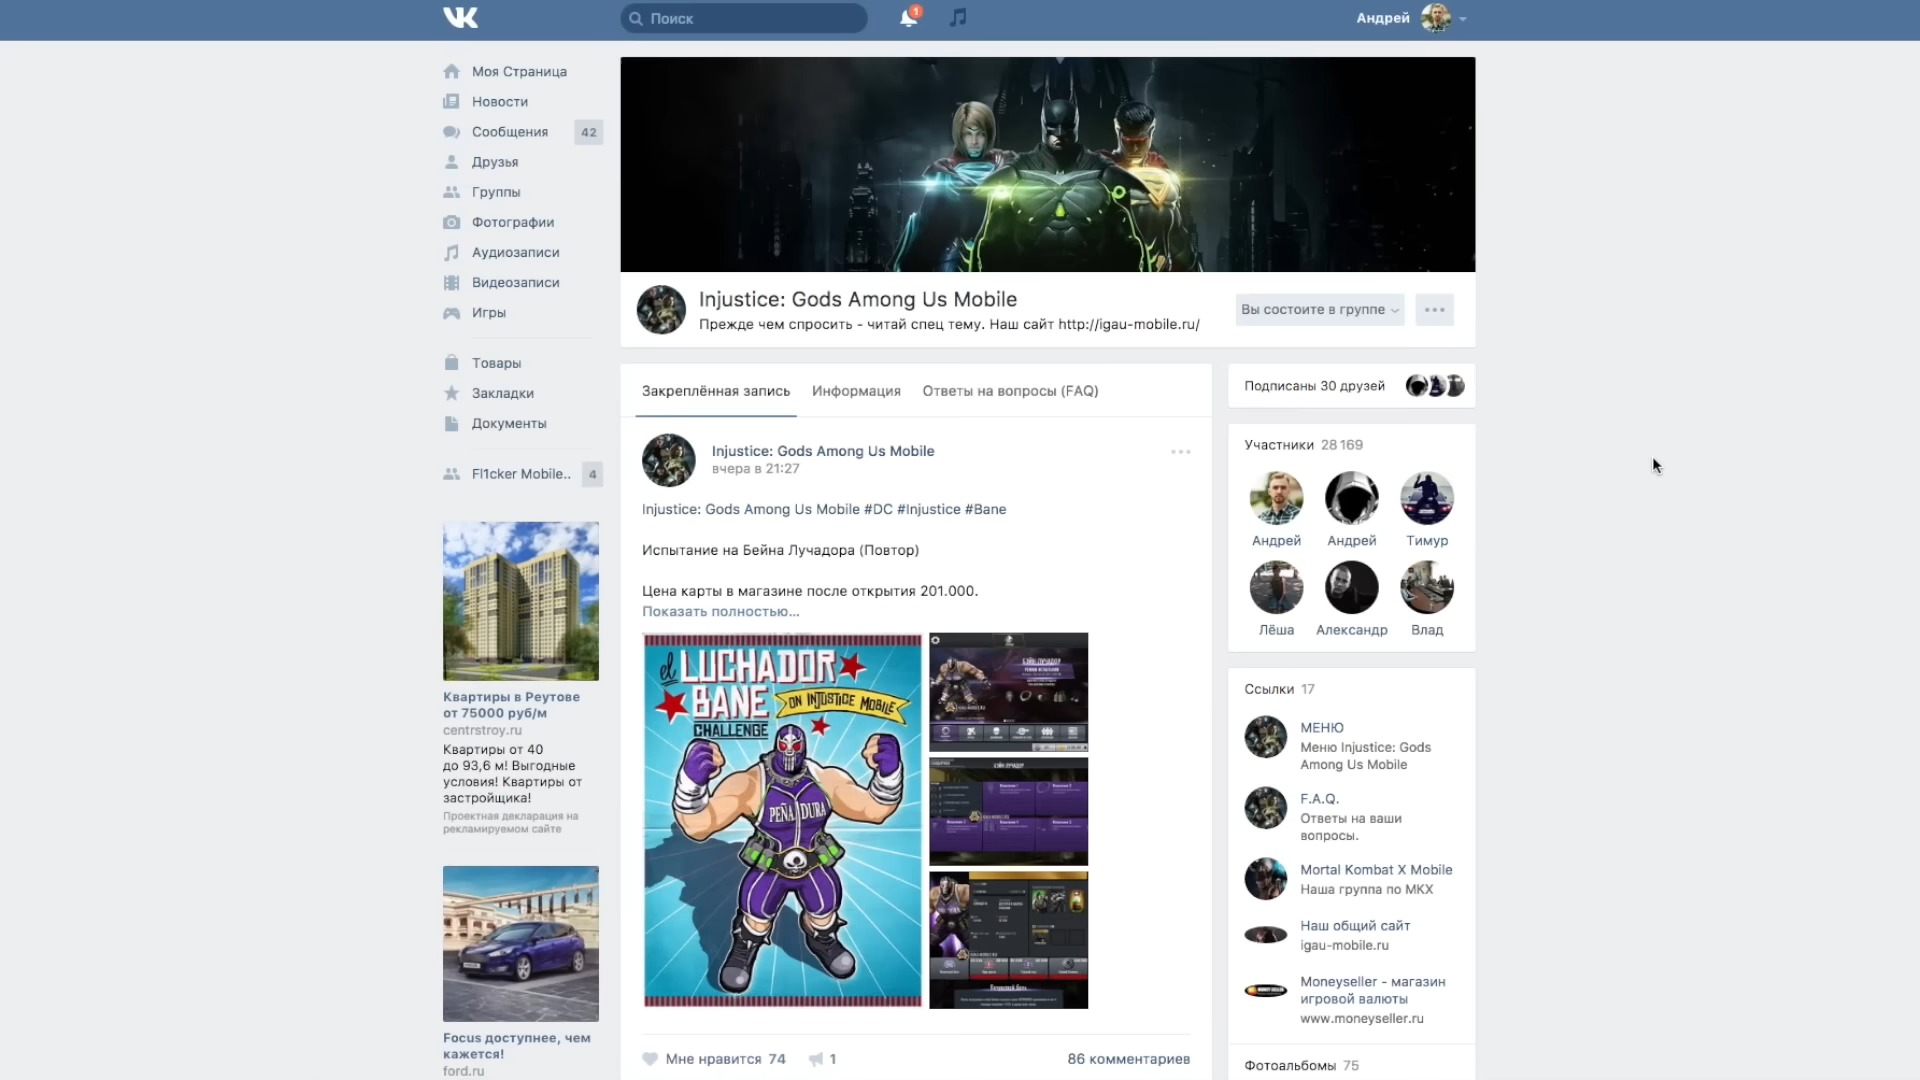 Поиск
1
Андрей
Моя Страница
Новости
Сообщения 42
Друзья
Группы
Фотографии
Аудиозаписи
Видеозаписи
Игры
Товары
Закладки
Документы
Fl1cker Mobile.. 4
Квартиры в Реутове
от 75000 руб/м
centrstroy.ru
Квартиры от 40
до 93,6 м! Выгодные
условия! Квартиры от
застройщика!
Проектная декларация на
рекламируемом сайте
Focus доступнее, чем
кажется!
ford.ru
Injustice: Gods Among Us Mobile
Прежде чем спросить - читай спец тему. Наш сайт http://igau-mobile.ru/
Вы состоите в группе
Закреплённая запись
Информация
Ответы на вопросы (FAQ)
Injustice: Gods Among Us Mobile
вчера в 21:27
Injustice: Gods Among Us Mobile #DC #Injustice #Bane
Испытание на Бейна Лучадора (Повтор)
Цена карты в магазине после открытия 201.000.
Показать полностью...
el LUCHADOR
BANE
ON INJUSTICE MOBILE
CHALLENGE
PEÑA DURA
БЭЙН ЛУЧАДОР
Мне нравится 74
1
86 комментариев
Подписаны 30 друзей
Участники 28 169
Андрей
Андрей
Тимур
Лёша
Александр
Влад
Ссылки 17
МЕНЮ
Меню Injustice: Gods
Among Us Mobile
F.A.Q.
Ответы на ваши
вопросы.
Mortal Kombat X Mobile
Наша группа по МКХ
Наш общий сайт
igau-mobile.ru
Moneyseller - магазин
игровой валюты
www.moneyseller.ru
Фотоальбомы 75